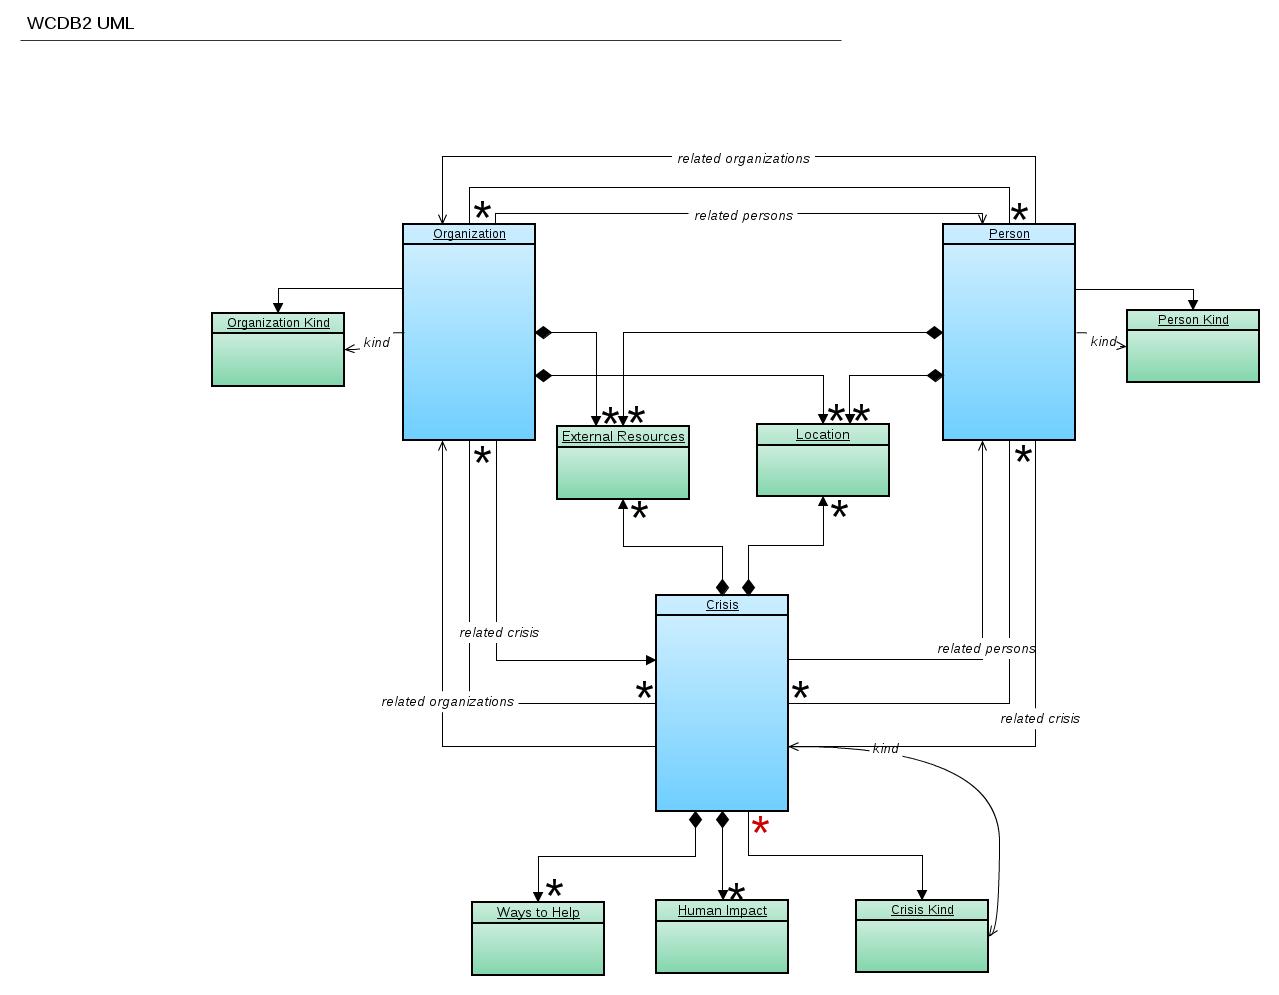 WCDB2 UML
related organizations
*
*
related persons
Organization
Person
Organization Kind
Person Kind
kind
kind
*
*
*
*
External Resources
Location
*
*
*
*
Crisis
related crisis
related persons
*
*
related organizations
related crisis
kind
*
*
*
Ways to Help
Human Impact
Crisis Kind